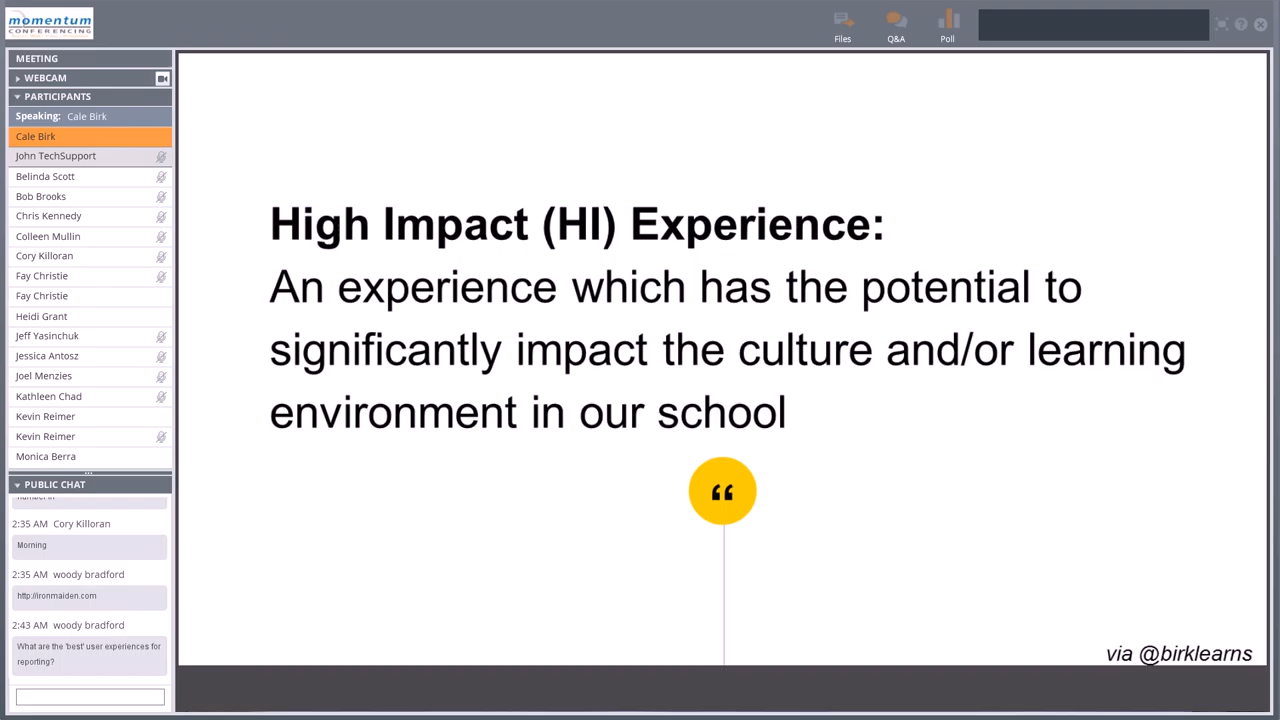 momentum
CONFERENCING
Files
Q&A
Poll
MEETING
WEBCAM
PARTICIPANTS
Speaking: Cale Birk
Cale Birk
John TechSupport
Belinda Scott
Bob Brooks
Chris Kennedy
Colleen Mullin
Cory Killoran
Fay Christie
Fay Christie
Heidi Grant
Jeff Yasinchuk
Jessica Antosz
Joel Menzies
Kathleen Chad
Kevin Reimer
Kevin Reimer
Monica Berra
PUBLIC CHAT
2:35 AM Cory Killoran
Morning
2:35 AM woody bradford
http://ironmaiden.com
2:43 AM woody bradford
What are the 'best' user experiences for
reporting?
High Impact (HI) Experience:
An experience which has the potential to
significantly impact the culture and/or learning
environment in our school
“
via @birklearns